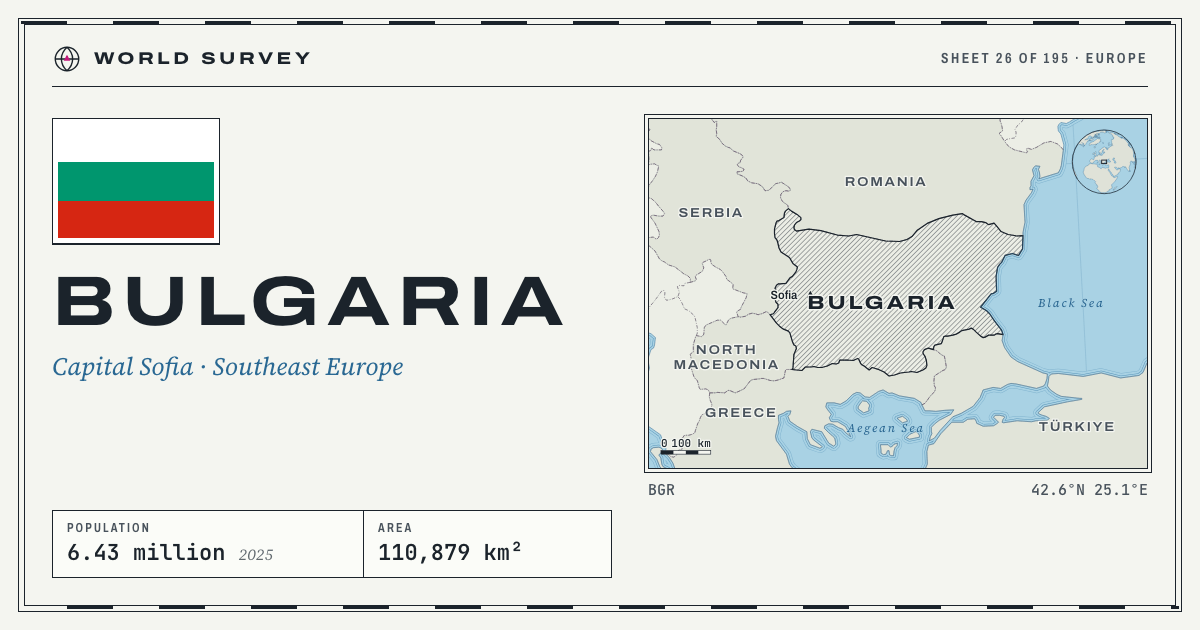 WORLD SURVEY
SHEET 26 OF 195 · EUROPE
BULGARIA
Capital Sofia · Southeast Europe
POPULATION
6.43 million 2025
AREA
110,879 km²
ROMANIA
SERBIA
Sofia
BULGARIA
Black Sea
NORTH
MACEDONIA
GREECE
Aegean Sea
TÜRKIYE
0 100 km
BGR
42.6°N 25.1°E